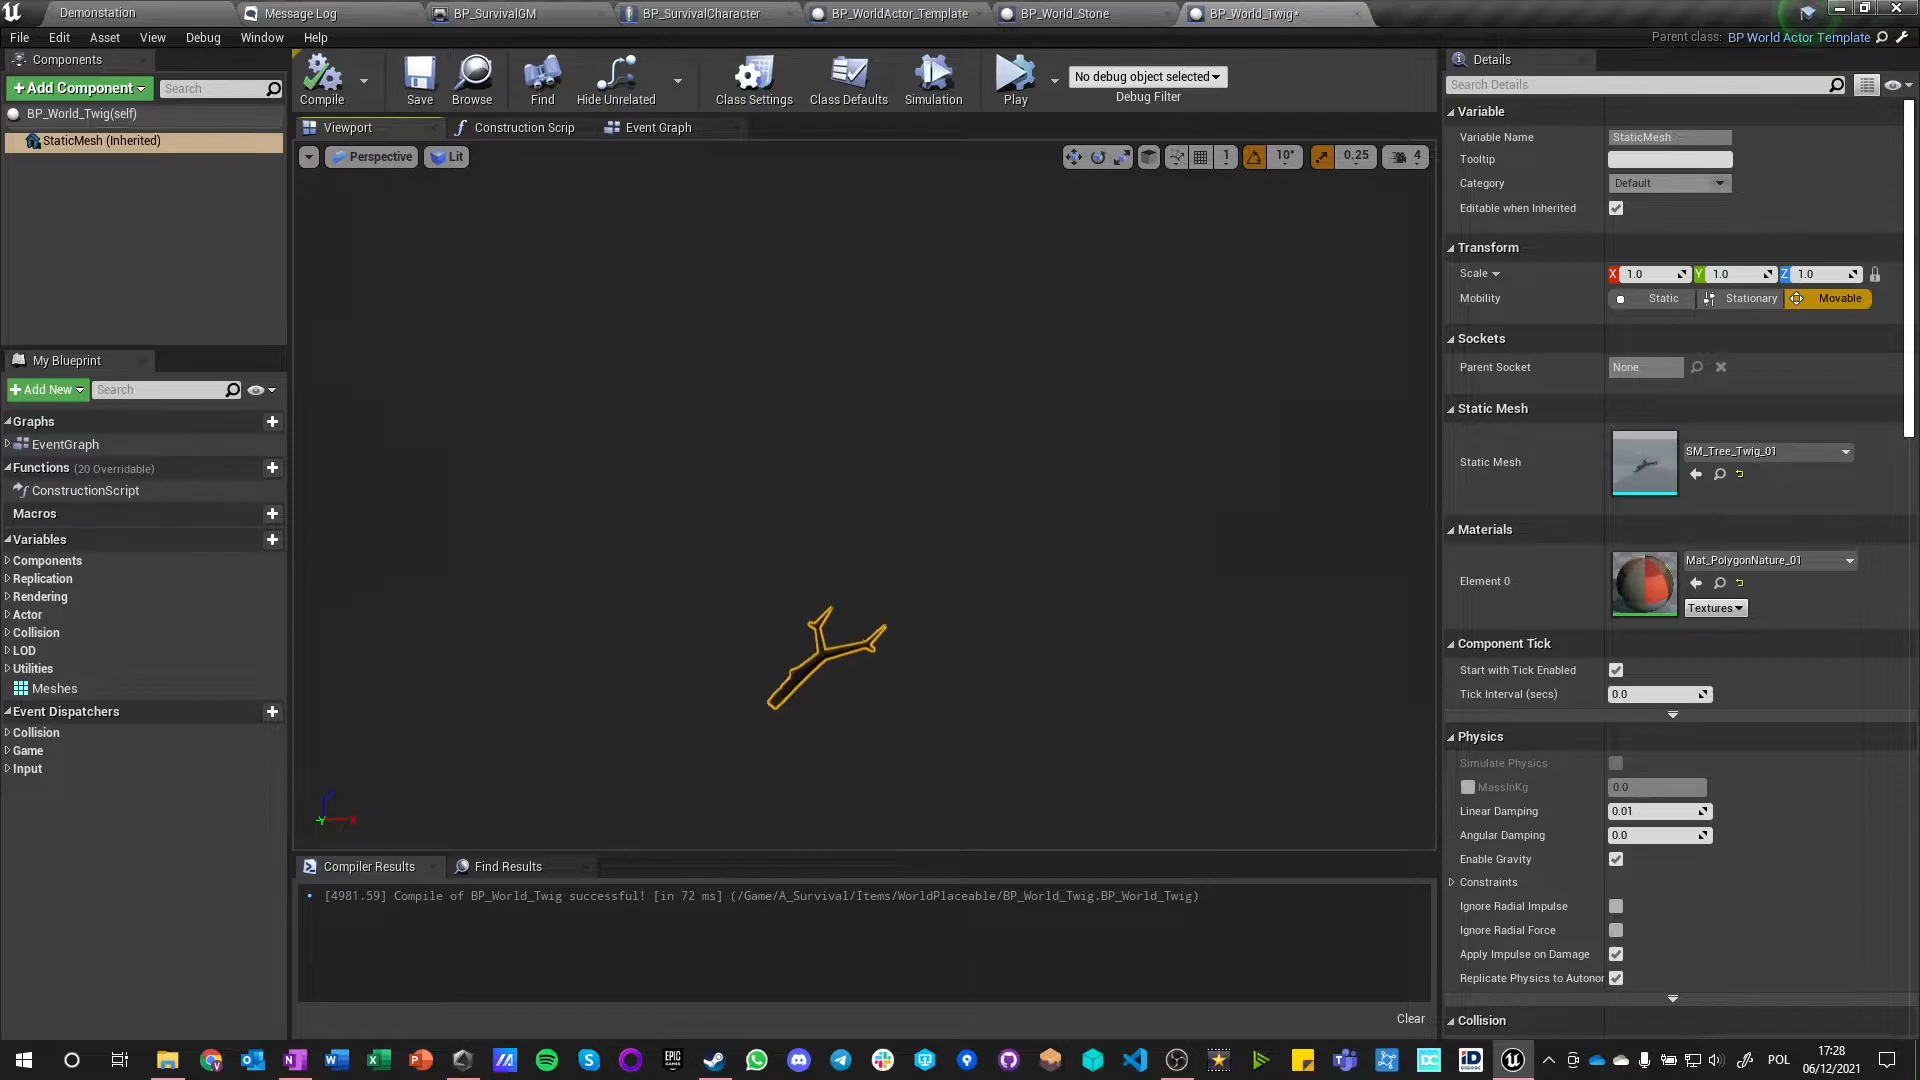 Demonstation
Message Log
BP_SurvivalGM
BP_SurvivalCharacter
BP_WorldActor_Template
BP_World_Stone
BP_World_Twig*
File Edit Asset View Debug Window Help
Parent class: BP World Actor Template
Components
+Add Component
Search
BP_World_Twig(self)
StaticMesh (Inherited)
Compile
Save
Browse
Find
Hide Unrelated
Class Settings
Class Defaults
Simulation
Play
No debug object selected
Debug Filter
Viewport
Construction Scrip
Event Graph
Perspective
Lit
1
10°
0.25
4
My Blueprint
+Add New
Search
Graphs
EventGraph
Functions (20 Overridable)
ConstructionScript
Macros
Variables
Components
Replication
Rendering
Actor
Collision
LOD
Utilities
Meshes
Event Dispatchers
Collision
Game
Input
X
Compiler Results
Find Results
[4981.59] Compile of BP_World_Twig successful! [in 72 ms] (/Game/A_Survival/Items/WorldPlaceable/BP_World_Twig.BP_World_Twig)
Clear
Details
Search Details
Variable
Variable Name StaticMesh
Tooltip
Category Default
Editable when Inherited
Transform
Scale X 1.0 Y 1.0 Z 1.0
Mobility Static Stationary Movable
Sockets
Parent Socket None
Static Mesh
Static Mesh SM_Tree_Twig_01
Materials
Element 0 Mat_PolygonNature_01
Textures
Component Tick
Start with Tick Enabled
Tick Interval (secs) 0.0
Physics
Simulate Physics
MassInKg 0.0
Linear Damping 0.01
Angular Damping 0.0
Enable Gravity
Constraints
Ignore Radial Impulse
Ignore Radial Force
Apply Impulse on Damage
Replicate Physics to Autonor
Collision
EPIC GAMES
DC
iD
POL
17:28
06/12/2021